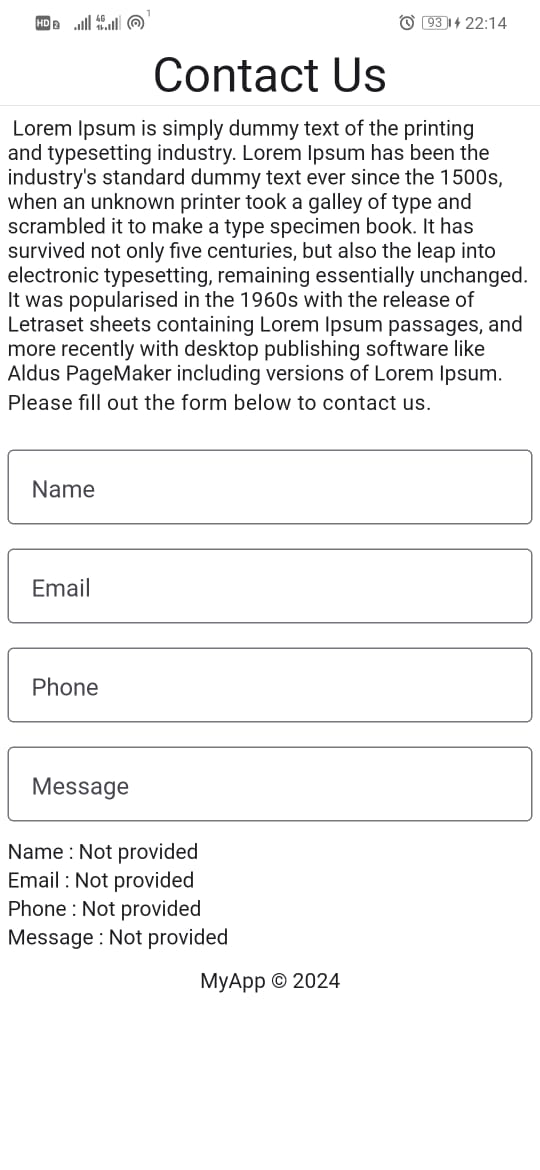 HD 2 4G 1 93 22:14
Contact Us
Lorem Ipsum is simply dummy text of the printing
and typesetting industry. Lorem Ipsum has been the
industry's standard dummy text ever since the 1500s,
when an unknown printer took a galley of type and
scrambled it to make a type specimen book. It has
survived not only five centuries, but also the leap into
electronic typesetting, remaining essentially unchanged.
It was popularised in the 1960s with the release of
Letraset sheets containing Lorem Ipsum passages, and
more recently with desktop publishing software like
Aldus PageMaker including versions of Lorem Ipsum.
Please fill out the form below to contact us.
Name
Email
Phone
Message
Name : Not provided
Email : Not provided
Phone : Not provided
Message : Not provided
MyApp © 2024